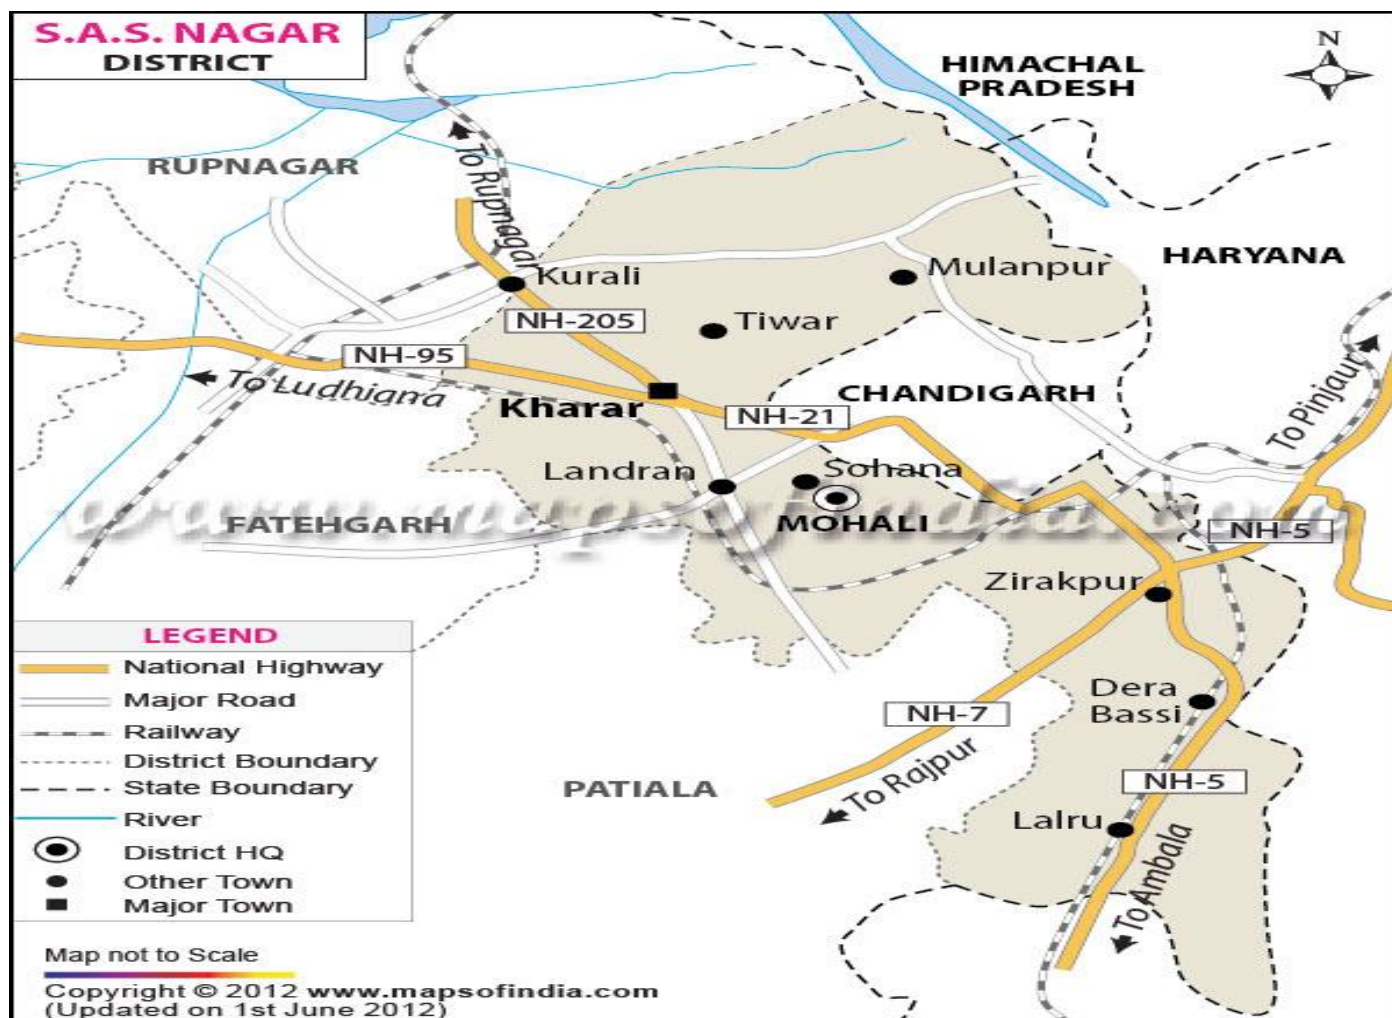 S.A.S. NAGAR
DISTRICT
N
HIMACHAL
PRADESH
RUPNAGAR
To Rupnagar
HARYANA
Kurali
Mulanpur
NH-205
Tiwar
NH-95
To Ludhiana
CHANDIGARH
Kharar
NH-21
To Pinjaur
Landran
Sohana
www.mapsofindia.com
FATEHGARH
MOHALI
NH-5
Zirakpur
Dera
Bassi
NH-7
To Rajpur
PATIALA
NH-5
Lalru
To Ambala
LEGEND
National Highway
Major Road
Railway
District Boundary
State Boundary
River
District HQ
Other Town
Major Town
Map not to Scale
Copyright © 2012 www.mapsofindia.com
(Updated on 1st June 2012)